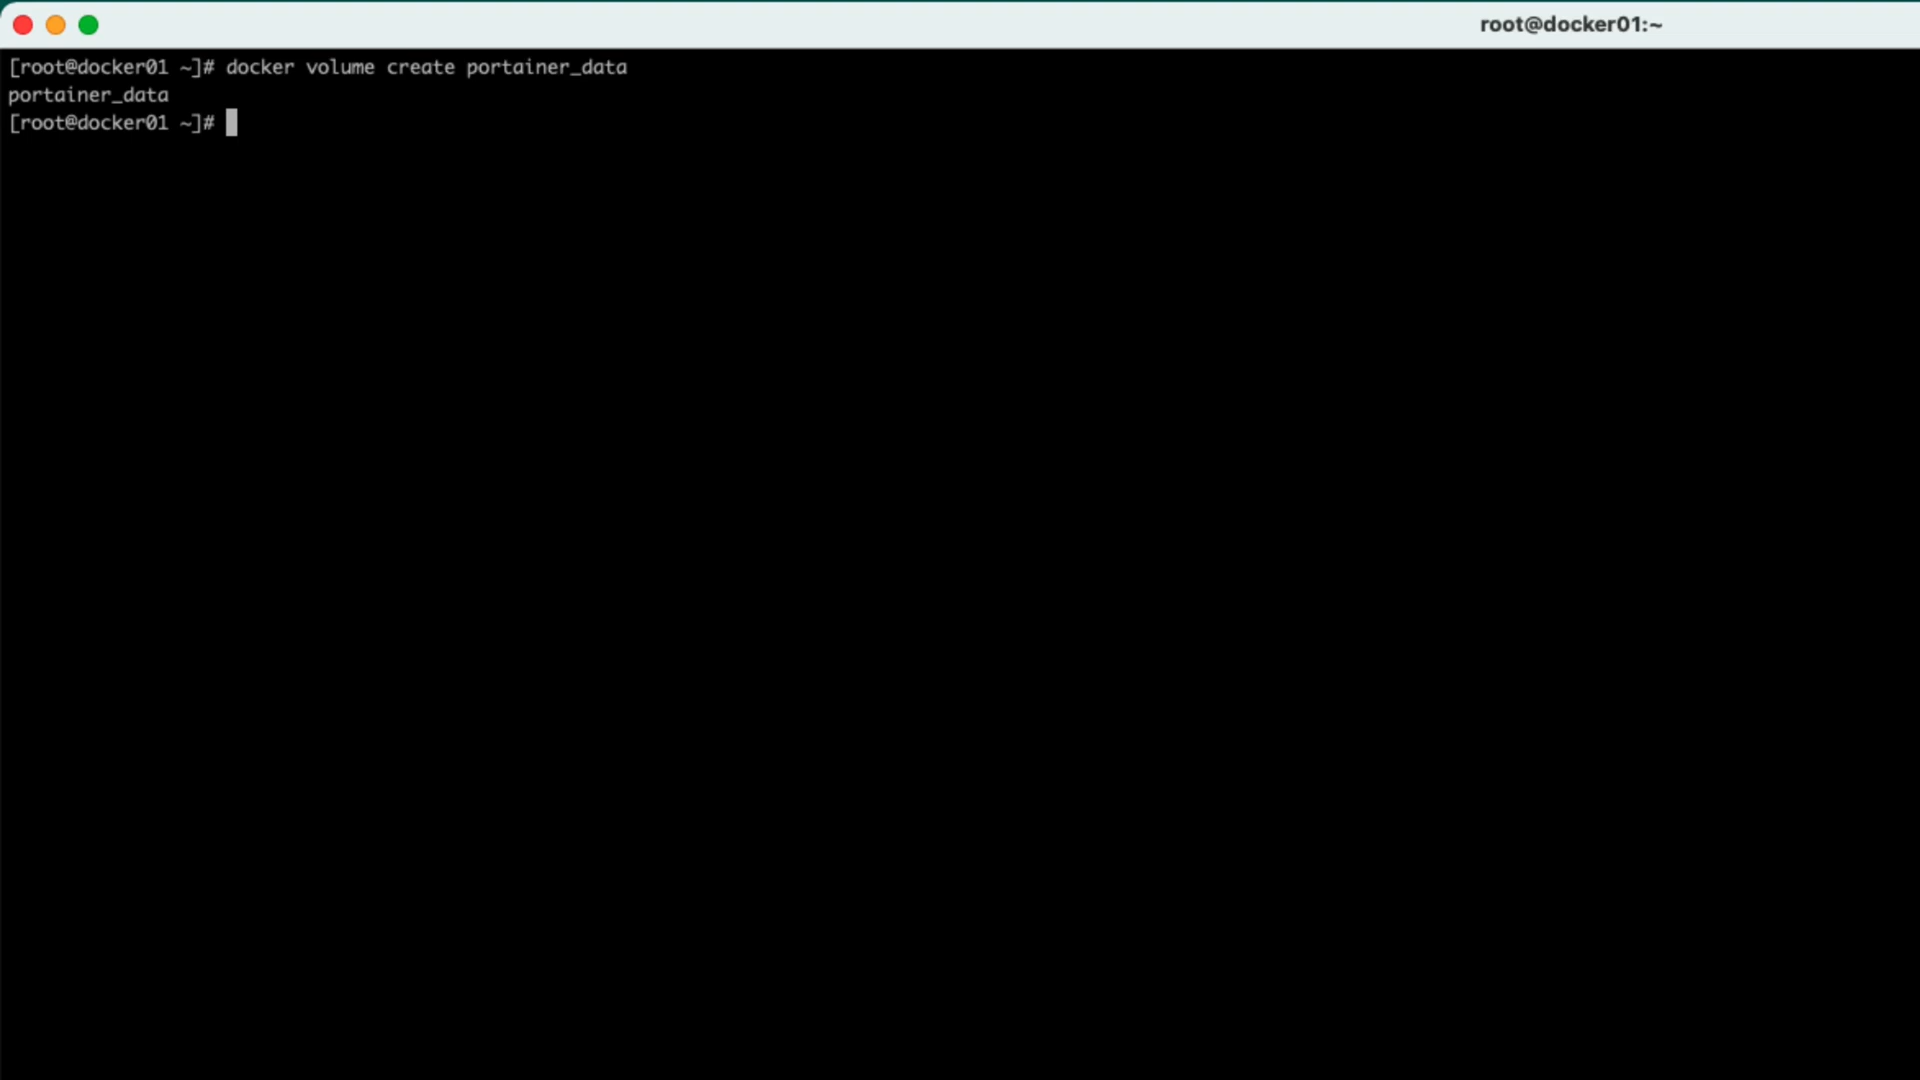 root@docker01:~
[root@docker01 ~]# docker volume create portainer_data
portainer_data
[root@docker01 ~]#